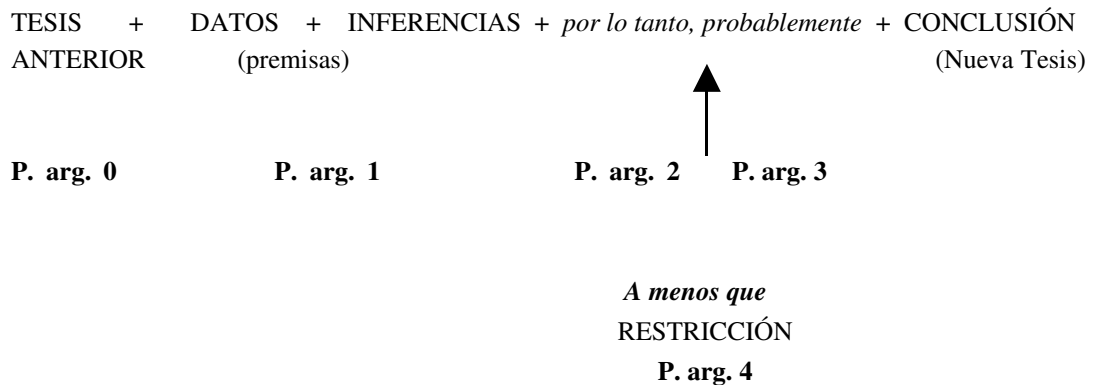 TESIS + DATOS + INFERENCIAS + por lo tanto, probablemente + CONCLUSIÓN
ANTERIOR (premisas) (Nueva Tesis)
P. arg. 0 P. arg. 1 P. arg. 2 P. arg. 3
A menos que
RESTRICCIÓN
P. arg. 4